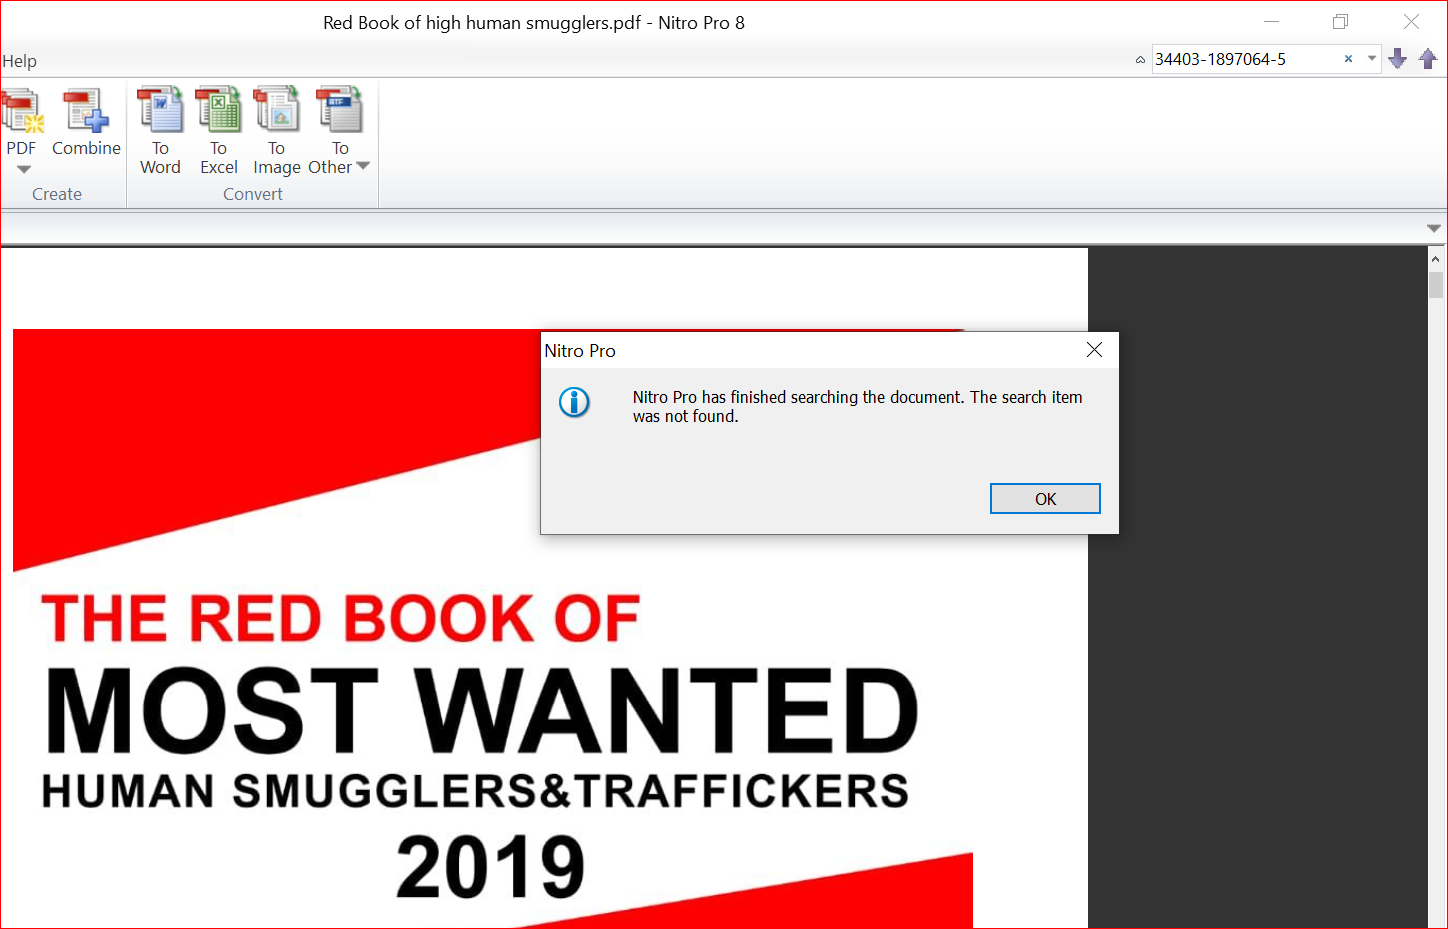 Red Book of high human smugglers.pdf - Nitro Pro 8
Help
34403-1897064-5
PDF
Combine
To Word
To Excel
To Image
To Other
Create
Convert
Nitro Pro
Nitro Pro has finished searching the document. The search item
was not found.
OK
THE RED BOOK OF
MOST WANTED
HUMAN SMUGGLERS&TRAFFICKERS
2019